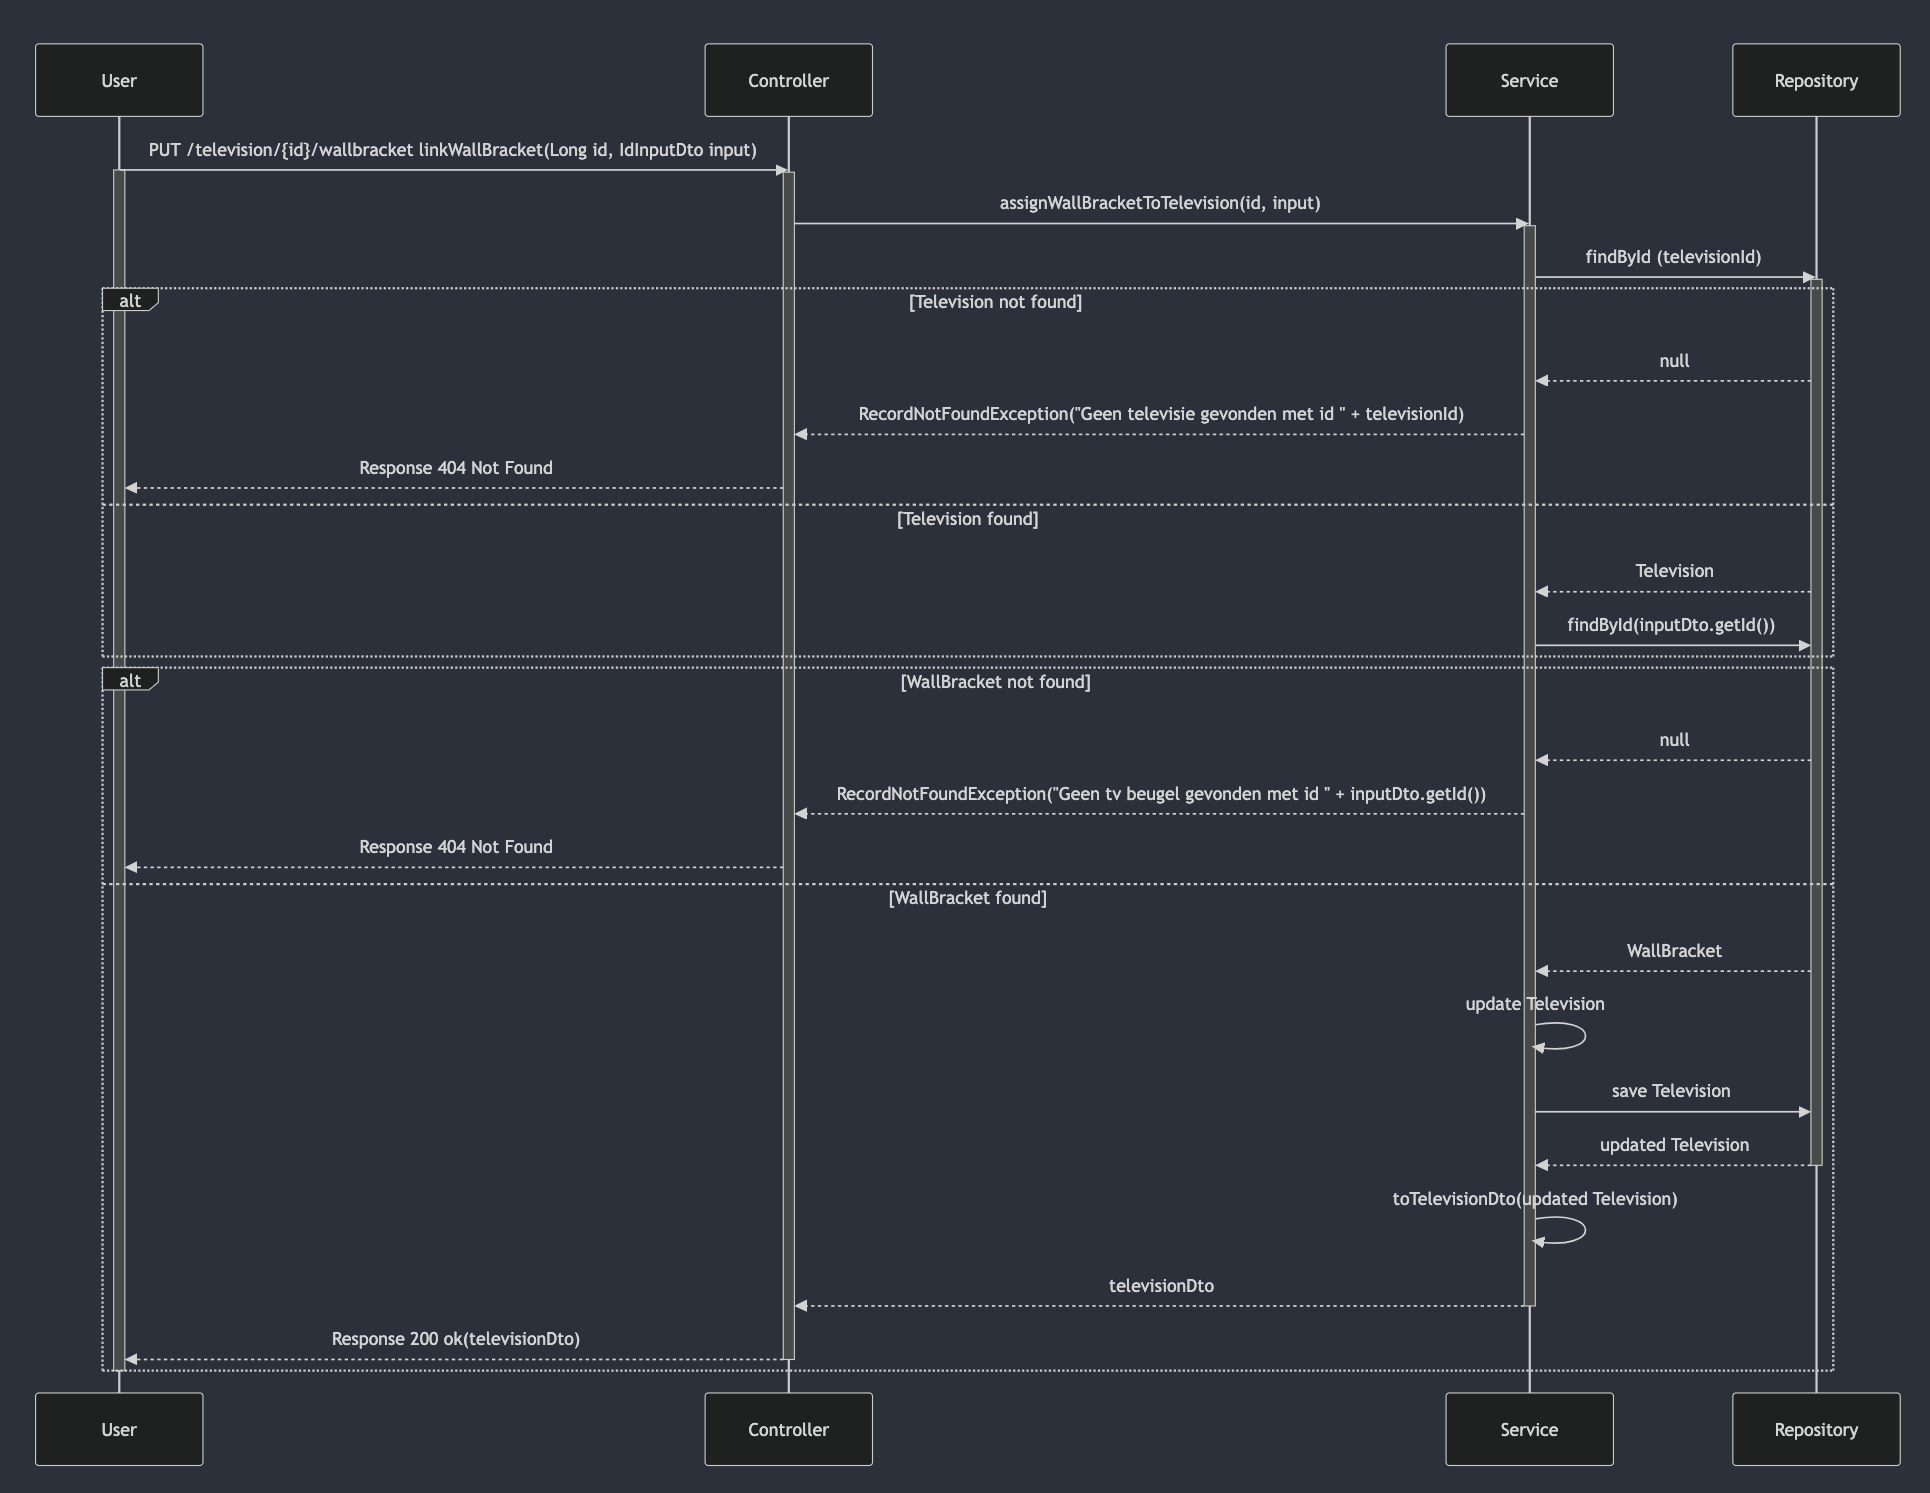 User
Controller
Service
Repository
PUT /television/{id}/wallbracket linkWallBracket(Long id, IdInputDto input)
assignWallBracketToTelevision(id, input)
findById (televisionId)
alt
[Television not found]
null
RecordNotFoundException("Geen televisie gevonden met id " + televisionId)
Response 404 Not Found
[Television found]
Television
findById(inputDto.getId())
alt
[WallBracket not found]
null
RecordNotFoundException("Geen tv beugel gevonden met id " + inputDto.getId())
Response 404 Not Found
[WallBracket found]
WallBracket
update Television
save Television
updated Television
toTelevisionDto(updated Television)
televisionDto
Response 200 ok(televisionDto)
User
Controller
Service
Repository